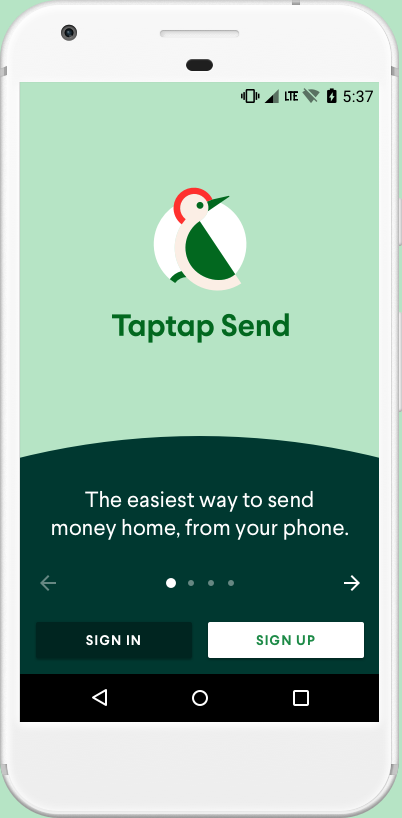 LTE 5:37
Taptap Send
The easiest way to send
money home, from your phone.
SIGN IN SIGN UP